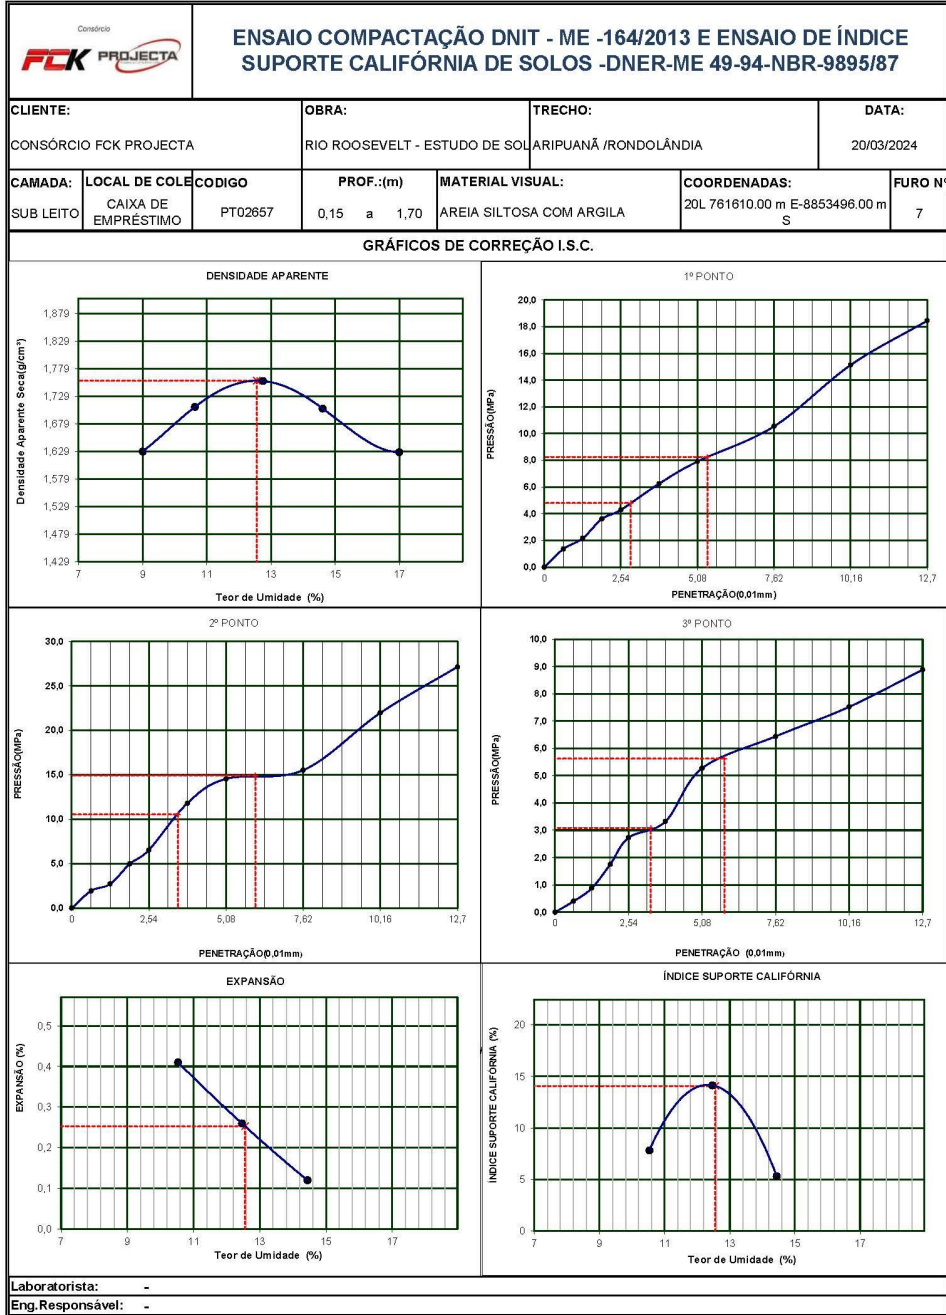 Consórcio
FCK PROJECTA
ENSAIO COMPACTAÇÃO DNIT - ME -164/2013 E ENSAIO DE ÍNDICE
SUPORTE CALIFÓRNIA DE SOLOS -DNER-ME 49-94-NBR-9895/87
CLIENTE: OBRA: TRECHO: DATA:
CONSÓRCIO FCK PROJECTA RIO ROOSEVELT - ESTUDO DE SOL ARIPUANÃ /RONDOLÂNDIA 20/03/2024
CAMADA: LOCAL DE COLE CODIGO PROF.:(m) MATERIAL VISUAL: COORDENADAS: FURO Nº
SUB LEITO CAIXA DE EMPRÉSTIMO PT02657 0,15 a 1,70 AREIA SILTOSA COM ARGILA 20L 761610.00 m E-8853496.00 m S 7
GRÁFICOS DE CORREÇÃO I.S.C.
DENSIDADE APARENTE
Densidade Aparente Seca(g/cm³)
1,879
1,829
1,779
1,729
1,679
1,629
1,579
1,529
1,479
1,429
7 9 11 13 15 17
Teor de Umidade (%)
1º PONTO
PRESSÃO(MPa)
20,0
18,0
16,0
14,0
12,0
10,0
8,0
6,0
4,0
2,0
0,0
0 2,54 5,08 7,62 10,16 12,7
PENETRAÇÃO(0,01mm)
2º PONTO
PRESSÃO(MPa)
30,0
25,0
20,0
15,0
10,0
5,0
0,0
0 2,54 5,08 7,62 10,16 12,7
PENETRAÇÃO(0,01mm)
3º PONTO
PRESSÃO(MPa)
10,0
9,0
8,0
7,0
6,0
5,0
4,0
3,0
2,0
1,0
0,0
0 2,54 5,08 7,62 10,16 12,7
PENETRAÇÃO (0,01mm)
EXPANSÃO
EXPANSÃO (%)
0,5
0,4
0,3
0,2
0,1
0,0
7 9 11 13 15 17
Teor de Umidade (%)
ÍNDICE SUPORTE CALIFÓRNIA
ÍNDICE SUPORTE CALIFÓRNIA (%)
20
15
10
5
0
7 9 11 13 15 17
Teor de Umidade (%)
Laboratorista: -
Eng.Responsável: -